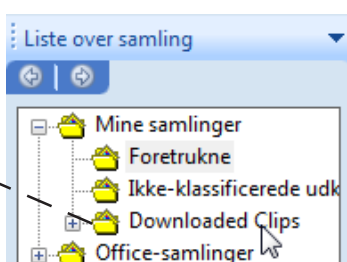 Liste over samling
Mine samlinger
Foretrukne
Ikke-klassificerede udk
Downloaded Clips
Office-samlinger